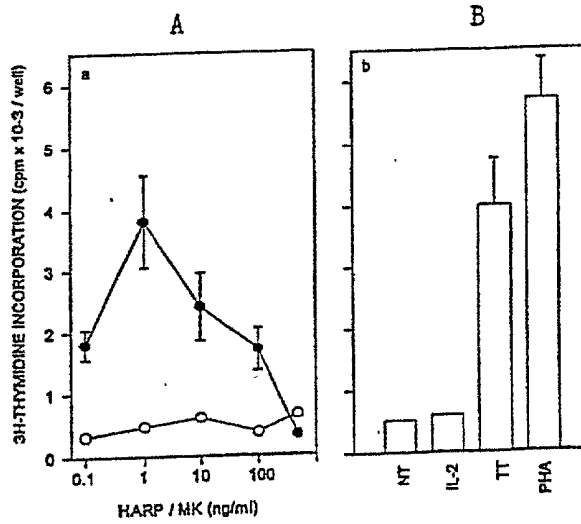 A
B
a
b
3H-THYMIDINE INCORPORATION (cpm x 10-3 / well)
6
5
4
3
2
1
0
0.1
1
10
100
HARP / MK (ng/ml)
NT
IL-2
TT
PHA